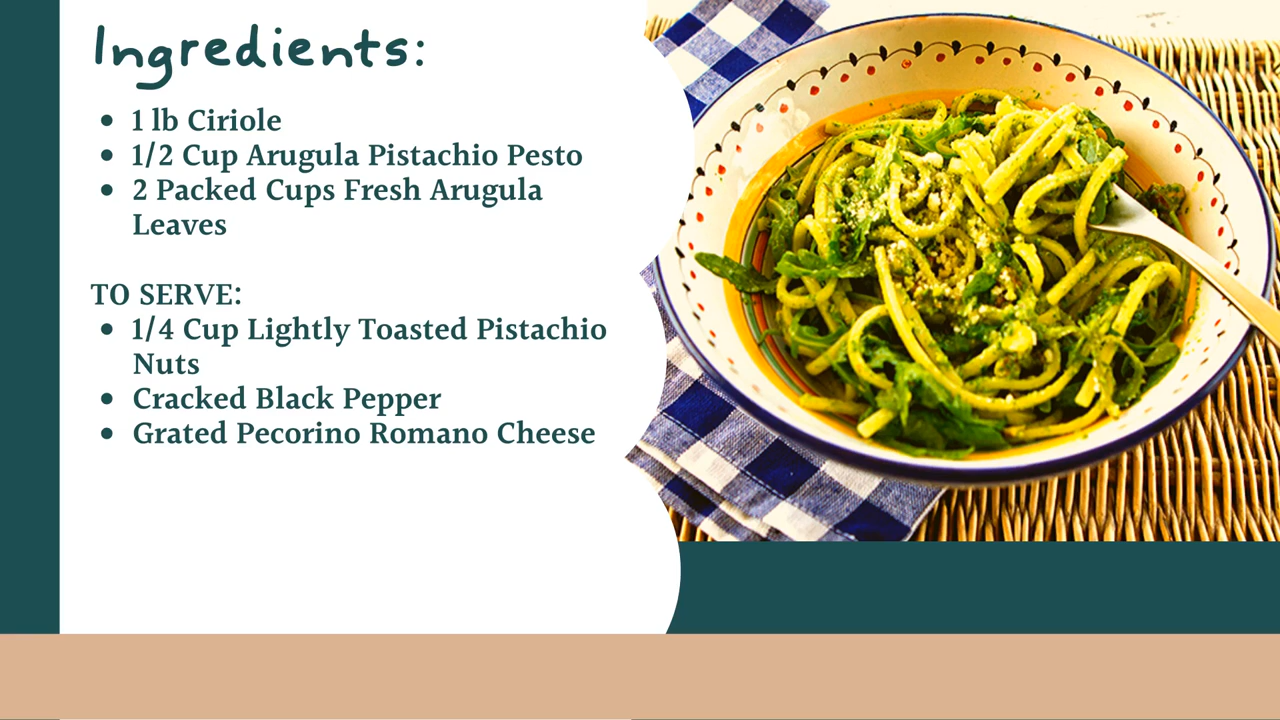 Ingredients:
• 1 lb Ciriole
• 1/2 Cup Arugula Pistachio Pesto
• 2 Packed Cups Fresh Arugula
Leaves
TO SERVE:
• 1/4 Cup Lightly Toasted Pistachio
Nuts
• Cracked Black Pepper
• Grated Pecorino Romano Cheese